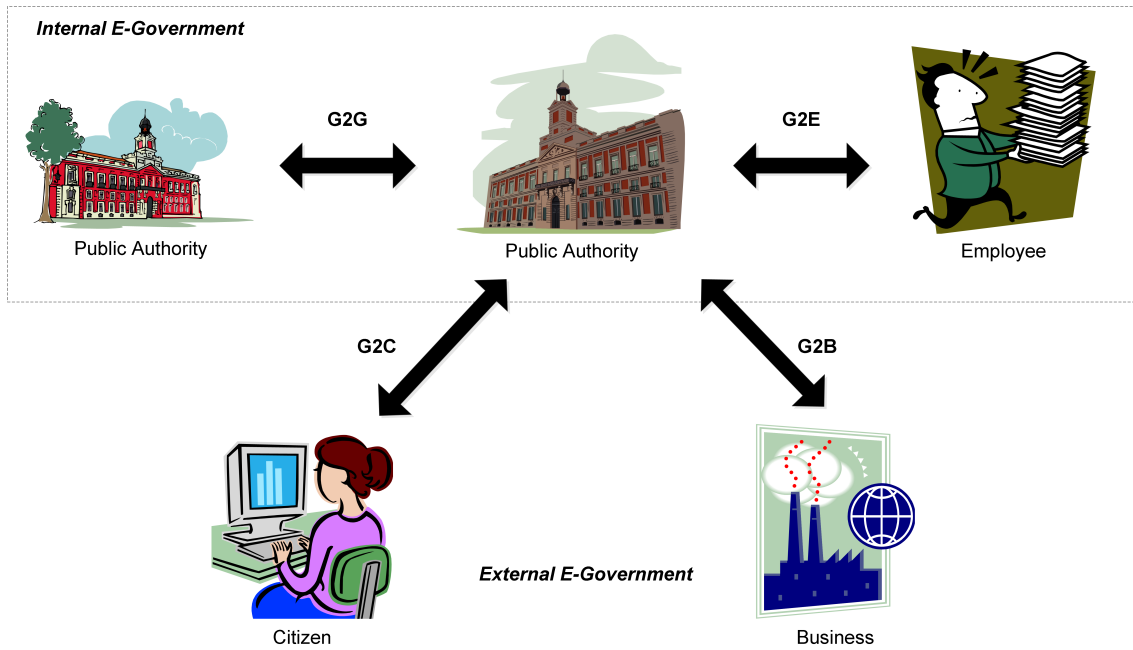 Internal E-Government
G2G
G2E
Public Authority
Public Authority
Employee
G2C
G2B
External E-Government
Citizen
Business